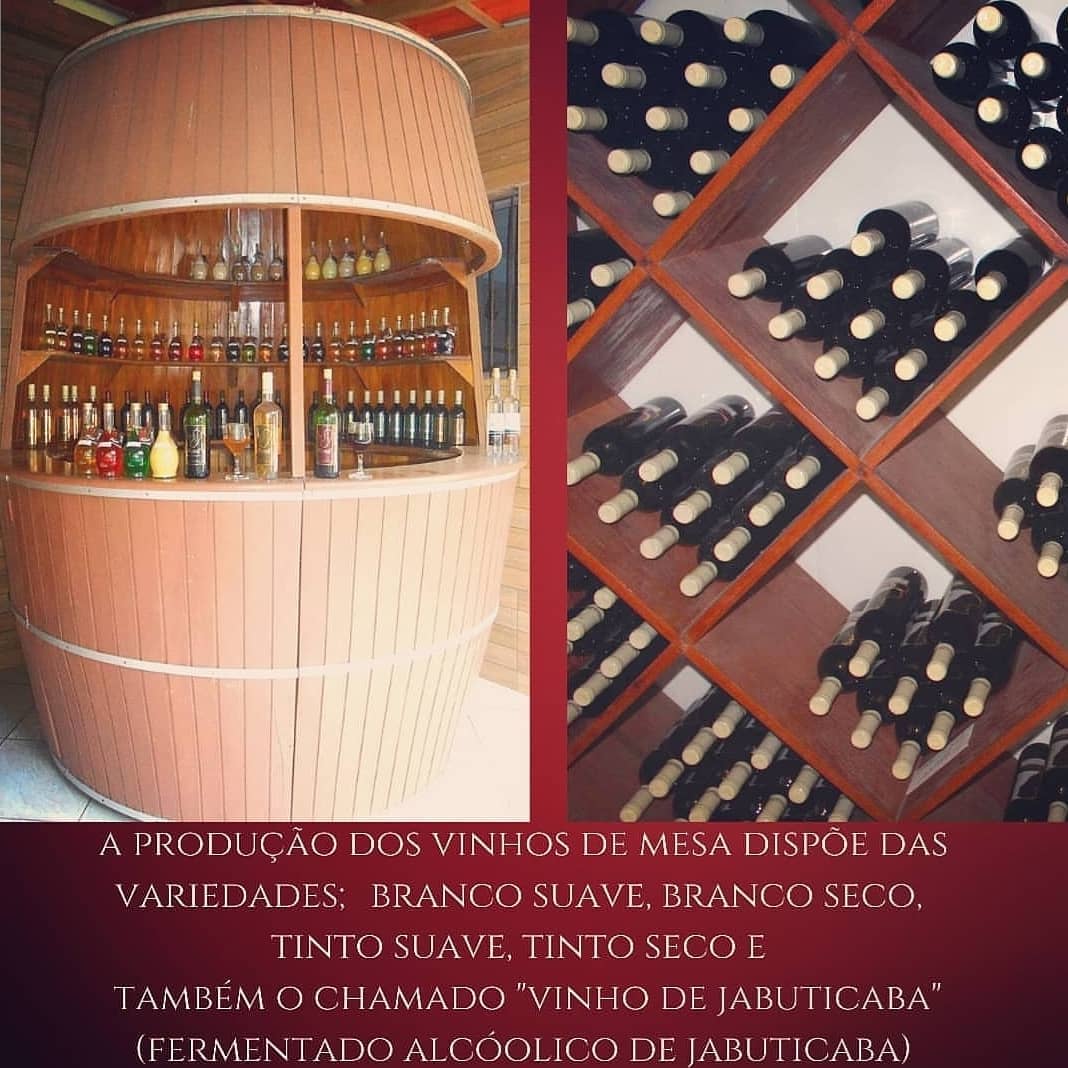 A PRODUÇÃO DOS VINHOS DE MESA DISPÕE DAS
VARIEDADES; BRANCO SUAVE, BRANCO SECO,
TINTO SUAVE, TINTO SECO E
TAMBÉM O CHAMADO "VINHO DE JABUTICABA"
(FERMENTADO ALCÓOLICO DE JABUTICABA)